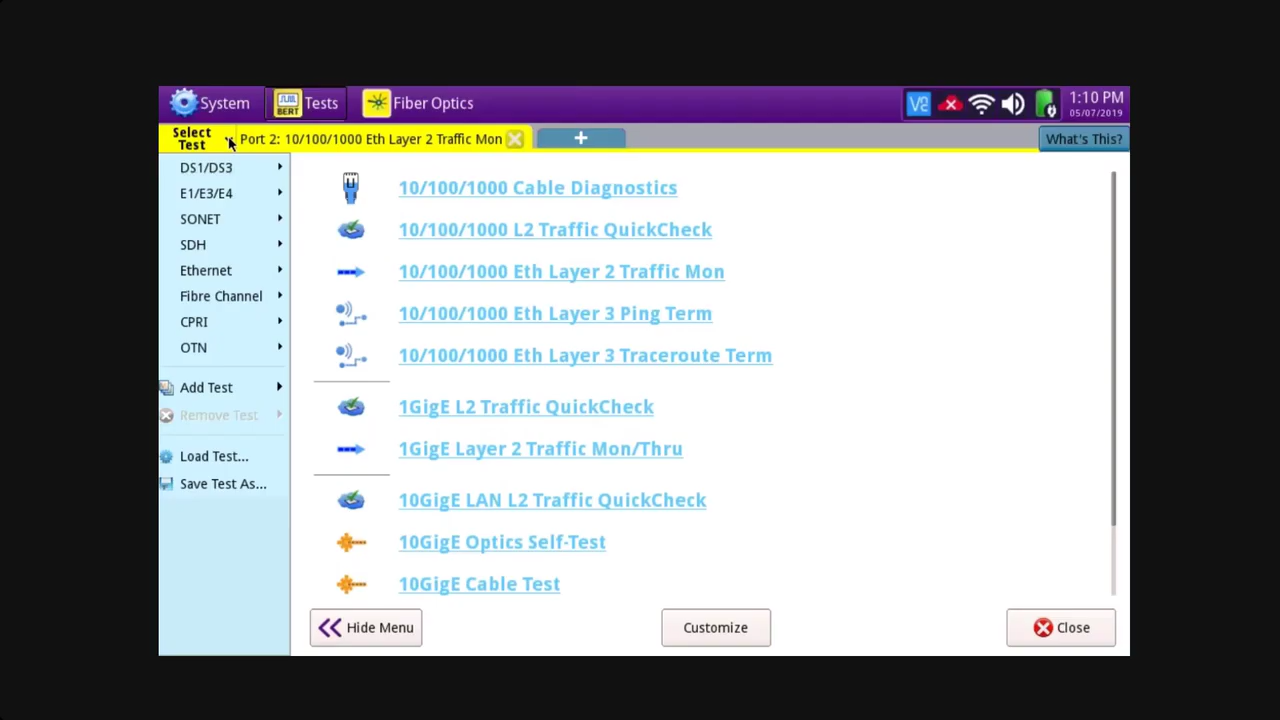 System
BERT
Tests
Fiber Optics
1:10 PM
05/07/2019
Select
Test
Port 2: 10/100/1000 Eth Layer 2 Traffic Mon
+
What's This?
DS1/DS3
E1/E3/E4
SONET
SDH
Ethernet
Fibre Channel
CPRI
OTN
Add Test
Remove Test
Load Test...
Save Test As...
10/100/1000 Cable Diagnostics
10/100/1000 L2 Traffic QuickCheck
10/100/1000 Eth Layer 2 Traffic Mon
10/100/1000 Eth Layer 3 Ping Term
10/100/1000 Eth Layer 3 Traceroute Term
1GigE L2 Traffic QuickCheck
1GigE Layer 2 Traffic Mon/Thru
10GigE LAN L2 Traffic QuickCheck
10GigE Optics Self-Test
10GigE Cable Test
Hide Menu
Customize
Close